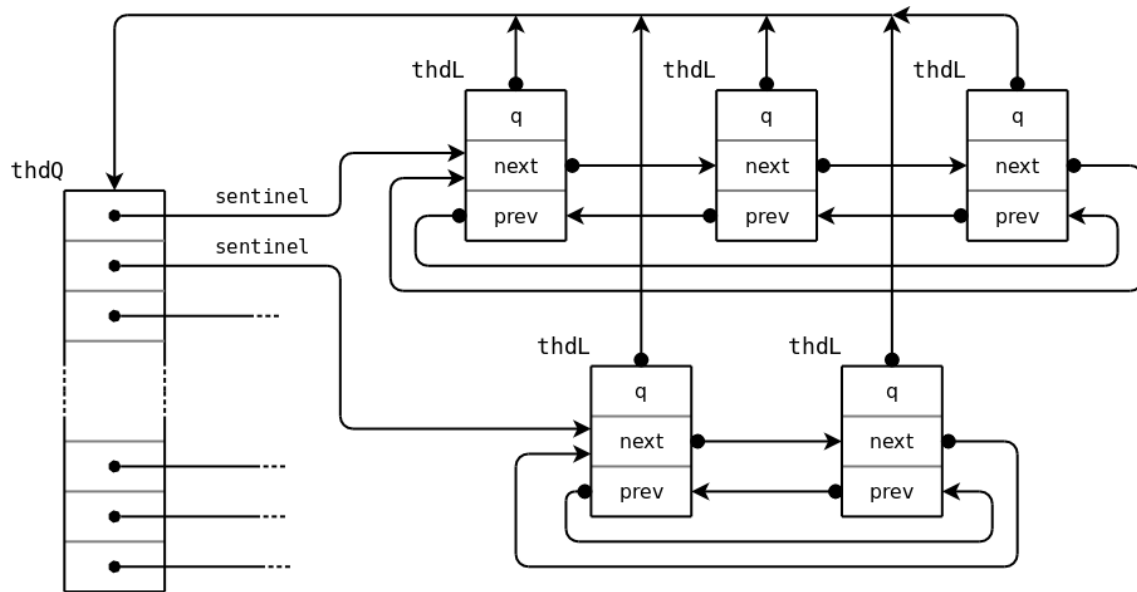 thdL thdL thdL
q q q
next next next
prev prev prev
thdQ
sentinel
sentinel
thdL thdL
q q
next next
prev prev